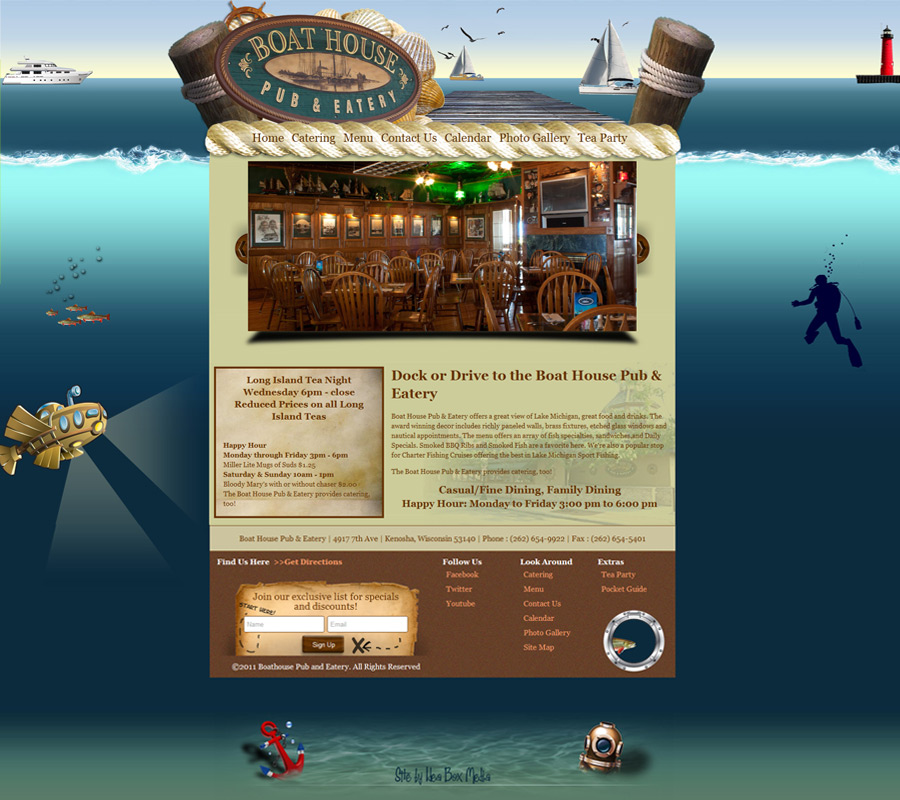 BOAT HOUSE
PUB & EATERY
Home Catering Menu Contact Us Calendar Photo Gallery Tea Party
Long Island Tea Night
Wednesday 6pm - close
Reduced Prices on all Long
Island Teas
Happy Hour
Monday through Friday 3pm - 6pm
Miller Lite Mugs of Suds $1.25
Saturday & Sunday 10am - 1pm
Bloody Mary's with or without chaser $2.00
The Boat House Pub & Eatery provides catering,
too!
Dock or Drive to the Boat House Pub &
Eatery
Boat House Pub & Eatery offers a great view of Lake Michigan, great food and drinks. The
award winning decor includes richly paneled walls, brass fixtures, etched glass windows and
nautical appointments. The menu offers an array of fish specialties, sandwiches and Daily
Specials. Smoked BBQ Ribs and Smoked Fish are a favorite here. We're also a popular stop
for Charter Fishing Cruises offering the best in Lake Michigan Sport Fishing.
The Boat House Pub & Eatery provides catering, too!
Casual/Fine Dining, Family Dining
Happy Hour: Monday to Friday 3:00 pm to 6:00 pm
Boat House Pub & Eatery | 4917 7th Ave | Kenosha, Wisconsin 53140 | Phone : (262) 654-9922 | Fax : (262) 654-5401
Find Us Here >>Get Directions
Join our exclusive list for specials
and discounts!
START HERE!
Name Email
Sign Up
©2011 Boathouse Pub and Eatery. All Rights Reserved
Follow Us
Facebook
Twitter
Youtube
Look Around
Catering
Menu
Contact Us
Calendar
Photo Gallery
Site Map
Extras
Tea Party
Pocket Guide
Site by Idea Box Media